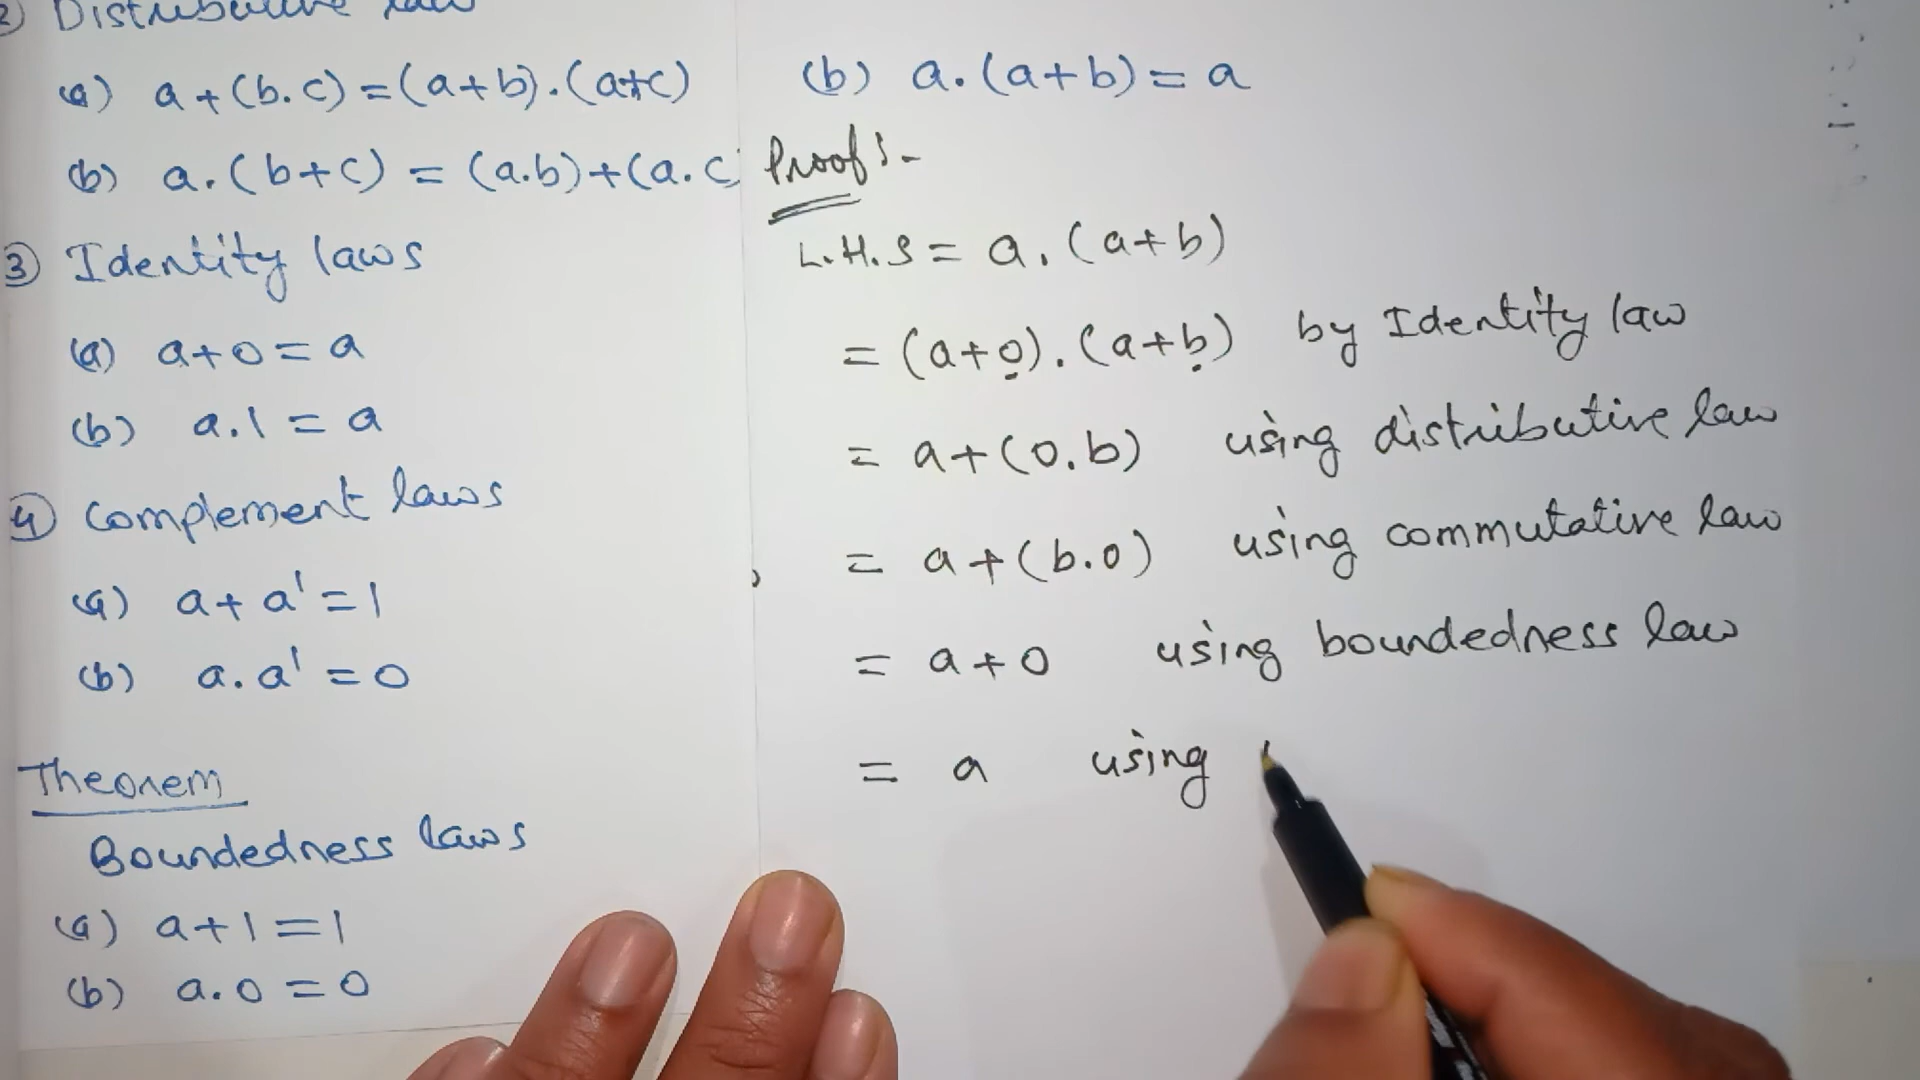 2) Distributive law
(a) a+(b.c)=(a+b).(a+c)
(b) a.(b+c) = (a.b)+(a.c
3 Identity laws
(a) a+0=a
(b) a.1=a
4 Complement laws
(a) a+a'=1
(b) a.a'=0
Theorem
Boundedness laws
(a) a+1=1
(b) a.0=0
(b) a.(a+b)=a
Proof:-
L.H.S = a.(a+b)
= (a+0).(a+b) by Identity law
= a+(0.b) using distributive law
= a+(b.0) using commutative law
= a+0 using boundedness law
= a using